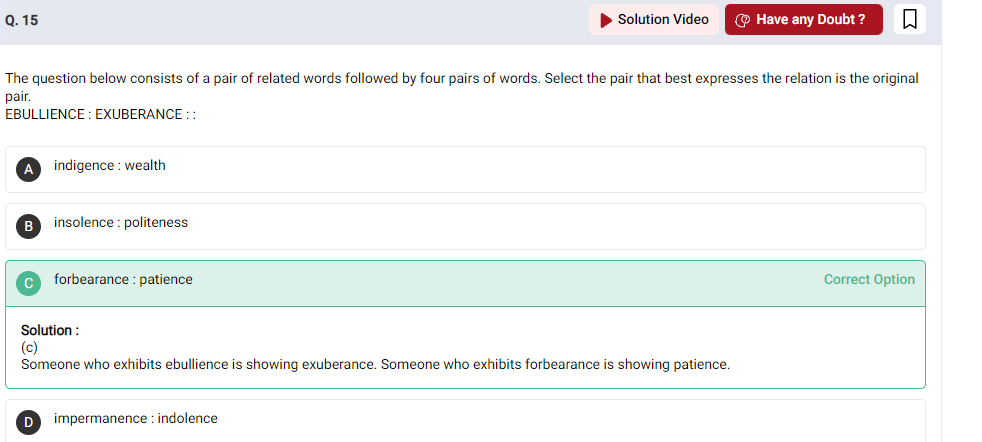 Q. 15
Solution Video
Have any Doubt ?
The question below consists of a pair of related words followed by four pairs of words. Select the pair that best expresses the relation is the original
pair.
EBULLIENCE : EXUBERANCE : :
A indigence : wealth
B insolence : politeness
C forbearance : patience Correct Option
Solution :
(c)
Someone who exhibits ebullience is showing exuberance. Someone who exhibits forbearance is showing patience.
D impermanence : indolence